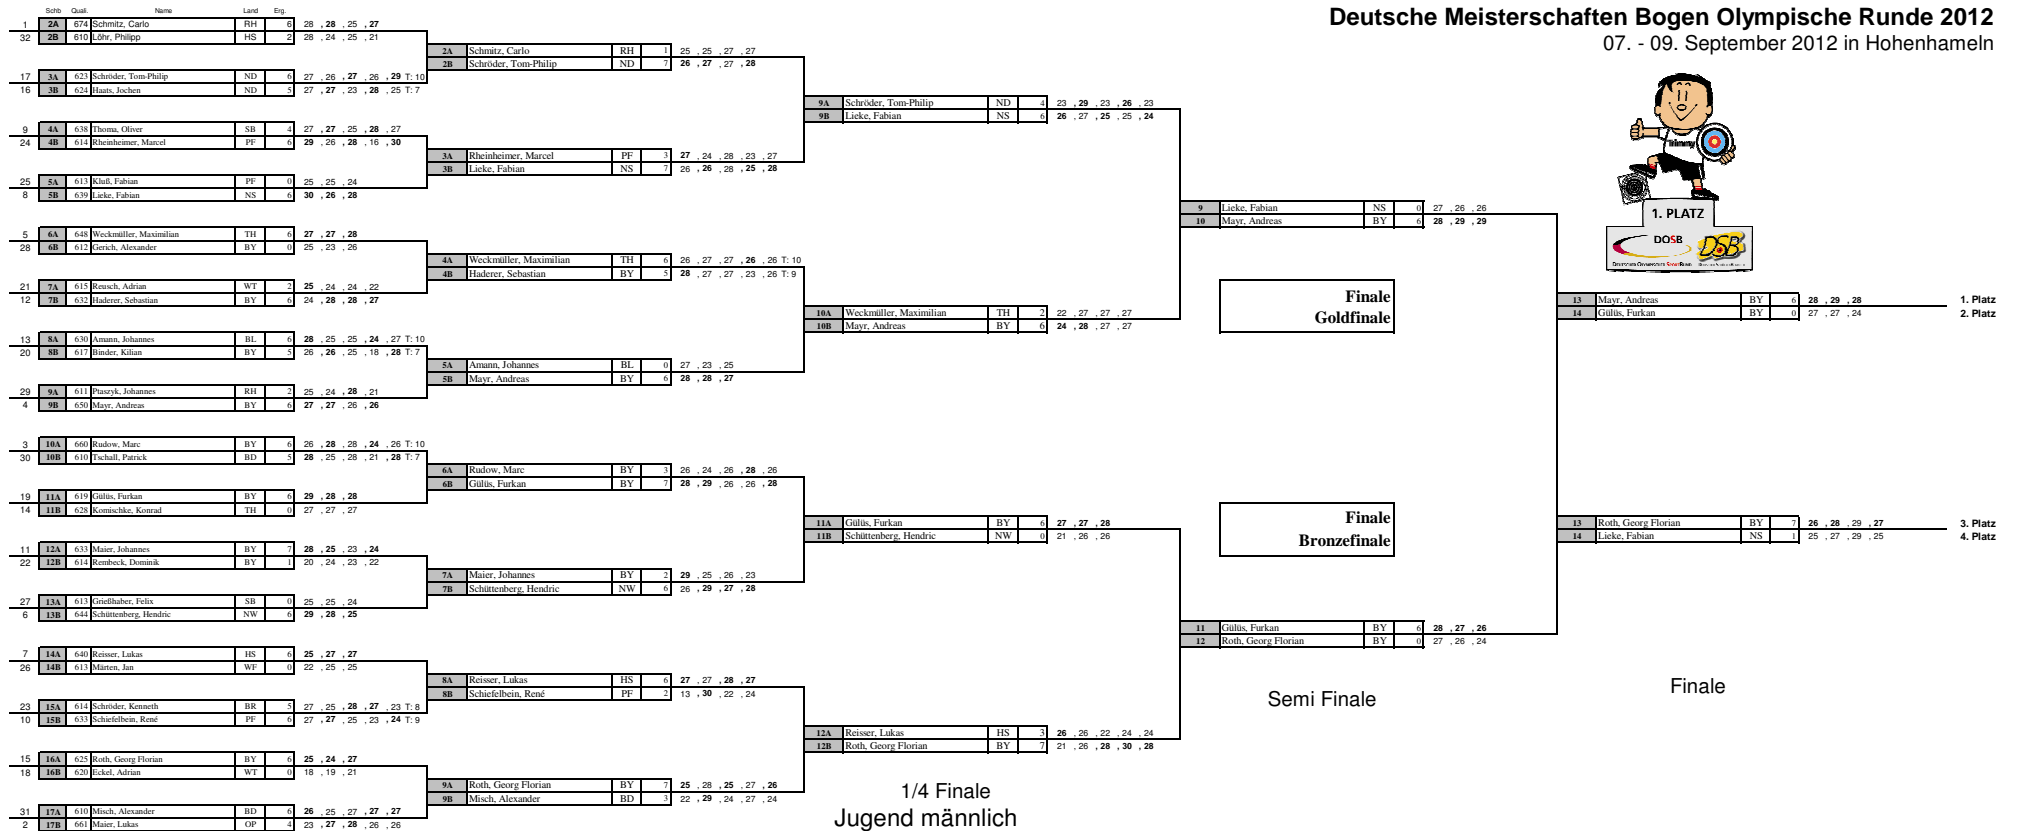 Deutsche Meisterschaften Bogen Olympische Runde 2012
07. - 09. September 2012 in Hohenhameln
Schb Quali. Name Land Erg.
1 2A 674 Schmitz, Carlo RH 6 28 , 28 , 25 , 27
32 2B 610 Löhr, Philipp HS 2 28 , 24 , 25 , 21
17 3A 623 Schröder, Tom-Philip ND 6 27 , 26 , 27 , 26 , 29 T: 10
16 3B 624 Haats, Jochen ND 5 27 , 27 , 23 , 28 , 25 T: 7
9 4A 638 Thoma, Oliver SB 4 27 , 27 , 25 , 28 , 27
24 4B 614 Rheinheimer, Marcel PF 6 29 , 26 , 28 , 16 , 30
25 5A 613 Kluß, Fabian PF 0 25 , 25 , 24
8 5B 639 Lieke, Fabian NS 6 30 , 26 , 28
5 6A 648 Weckmüller, Maximilian TH 6 27 , 27 , 28
28 6B 612 Gerich, Alexander BY 0 25 , 23 , 26
21 7A 615 Reusch, Adrian WT 2 25 , 24 , 24 , 22
12 7B 632 Haderer, Sebastian BY 6 24 , 28 , 28 , 27
13 8A 630 Amann, Johannes BL 6 28 , 25 , 25 , 24 , 27 T: 10
20 8B 617 Binder, Kilian BY 5 26 , 26 , 25 , 18 , 28 T: 7
29 9A 611 Ptaszyk, Johannes RH 2 25 , 24 , 28 , 21
4 9B 650 Mayr, Andreas BY 6 27 , 27 , 26 , 26
3 10A 660 Rudow, Marc BY 6 26 , 28 , 28 , 24 , 26 T: 10
30 10B 610 Tschall, Patrick BD 5 28 , 25 , 28 , 21 , 28 T: 7
19 11A 619 Gülüs, Furkan BY 6 29 , 28 , 28
14 11B 628 Komischke, Konrad TH 0 27 , 27 , 27
11 12A 633 Maier, Johannes BY 7 28 , 25 , 23 , 24
22 12B 614 Rembeck, Dominik BY 1 20 , 24 , 23 , 22
27 13A 613 Grießhaber, Felix SB 0 25 , 25 , 24
6 13B 644 Schüttenberg, Hendric NW 6 29 , 28 , 25
7 14A 640 Reisser, Lukas HS 6 25 , 27 , 27
26 14B 613 Märten, Jan WF 0 22 , 25 , 25
23 15A 614 Schröder, Kenneth BR 5 27 , 25 , 28 , 27 , 23 T: 8
10 15B 633 Schiefelbein, René PF 6 27 , 27 , 25 , 23 , 24 T: 9
15 16A 625 Roth, Georg Florian BY 6 25 , 24 , 27
18 16B 620 Eckel, Adrian WT 0 18 , 19 , 21
31 17A 610 Misch, Alexander BD 6 26 , 25 , 27 , 27 , 27
2 17B 661 Maier, Lukas OP 4 23 , 27 , 28 , 26 , 26
2A Schmitz, Carlo RH 1 25 , 25 , 27 , 27
2B Schröder, Tom-Philip ND 7 26 , 27 , 27 , 28
3A Rheinheimer, Marcel PF 3 27 , 24 , 28 , 23 , 27
3B Lieke, Fabian NS 7 26 , 26 , 28 , 25 , 28
4A Weckmüller, Maximilian TH 6 26 , 27 , 27 , 26 , 26 T: 10
4B Haderer, Sebastian BY 5 28 , 27 , 27 , 23 , 26 T: 9
5A Amann, Johannes BL 0 27 , 23 , 25
5B Mayr, Andreas BY 6 28 , 28 , 27
6A Rudow, Marc BY 3 26 , 24 , 26 , 28 , 26
6B Gülüs, Furkan BY 7 28 , 29 , 26 , 26 , 28
7A Maier, Johannes BY 2 29 , 25 , 26 , 23
7B Schüttenberg, Hendric NW 6 26 , 29 , 27 , 28
8A Reisser, Lukas HS 6 27 , 27 , 28 , 27
8B Schiefelbein, René PF 2 13 , 30 , 22 , 24
9A Roth, Georg Florian BY 7 25 , 28 , 25 , 27 , 26
9B Misch, Alexander BD 3 22 , 29 , 24 , 27 , 24
9A Schröder, Tom-Philip ND 4 23 , 29 , 23 , 26 , 23
9B Lieke, Fabian NS 6 26 , 27 , 25 , 25 , 24
10A Weckmüller, Maximilian TH 2 22 , 27 , 27 , 27
10B Mayr, Andreas BY 6 24 , 28 , 27 , 27
11A Gülüs, Furkan BY 6 27 , 27 , 28
11B Schüttenberg, Hendric NW 0 21 , 26 , 26
12A Reisser, Lukas HS 3 26 , 26 , 22 , 24 , 24
12B Roth, Georg Florian BY 7 21 , 26 , 28 , 30 , 28
1/4 Finale
Jugend männlich
9 Lieke, Fabian NS 0 27 , 26 , 26
10 Mayr, Andreas BY 6 28 , 29 , 29
Finale
Goldfinale
Finale
Bronzefinale
11 Gülüs, Furkan BY 6 28 , 27 , 26
12 Roth, Georg Florian BY 0 27 , 26 , 24
Semi Finale
Trimmy
1. PLATZ
DOSB
DSB
13 Mayr, Andreas BY 6 28 , 29 , 28 1. Platz
14 Gülüs, Furkan BY 0 27 , 27 , 24 2. Platz
13 Roth, Georg Florian BY 7 26 , 28 , 29 , 27 3. Platz
14 Lieke, Fabian NS 1 25 , 27 , 29 , 25 4. Platz
Finale